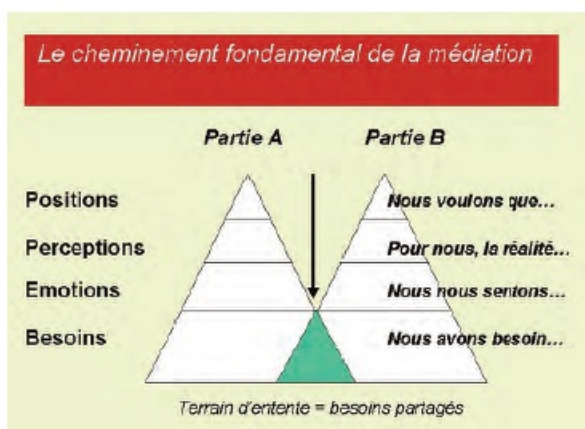 Le cheminement fondamental de la médiation
Partie A Partie B
Positions Nous voulons que...
Perceptions Pour nous, la réalité...
Emotions Nous nous sentons...
Besoins Nous avons besoin...
Terrain d'entente = besoins partagés